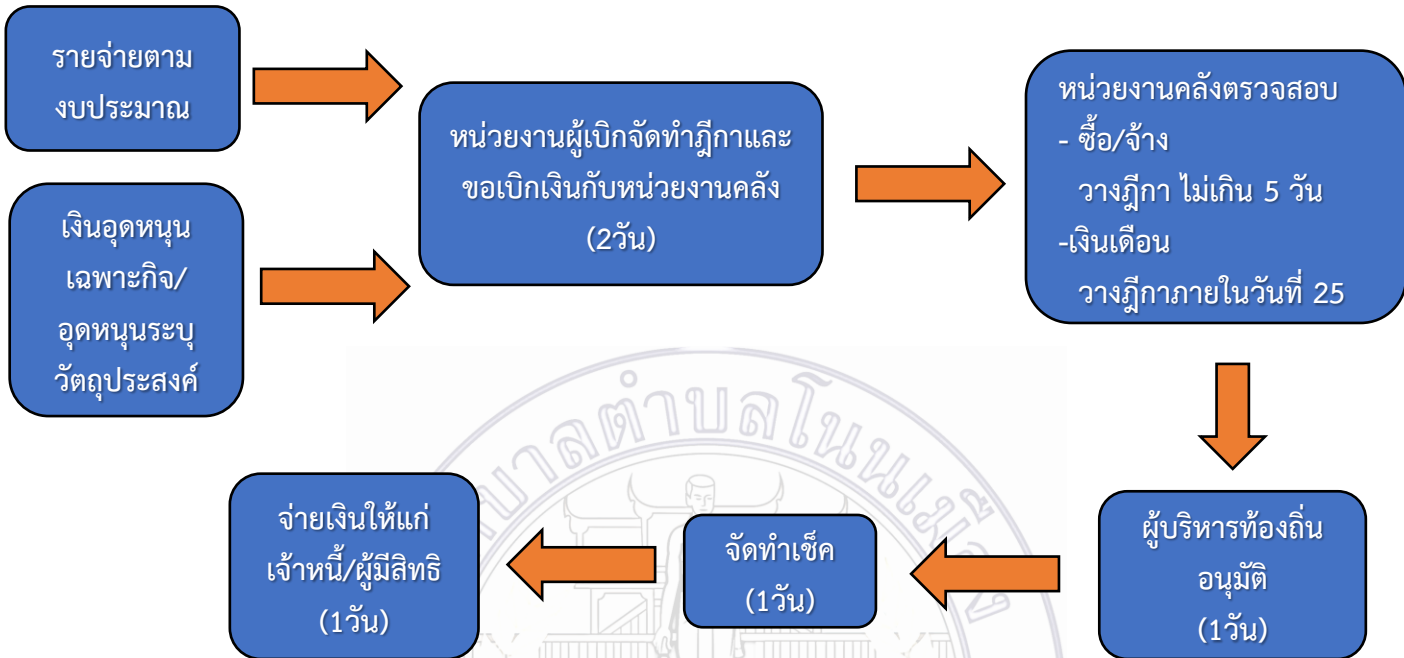 รายจ่ายตาม
งบประมาณ
เงินอุดหนุน
เฉพาะกิจ/
อุดหนุนระบุ
วัตถุประสงค์
หน่วยงานผู้เบิกจัดทำฎีกาและ
ขอเบิกเงินกับหน่วยงานคลัง
(2วัน)
หน่วยงานคลังตรวจสอบ
- ซื้อ/จ้าง
วางฎีกา ไม่เกิน 5 วัน
-เงินเดือน
วางฎีกาภายในวันที่ 25
ผู้บริหารท้องถิ่น
อนุมัติ
(1วัน)
จัดทำเช็ค
(1วัน)
จ่ายเงินให้แก่
เจ้าหนี้/ผู้มีสิทธิ
(1วัน)